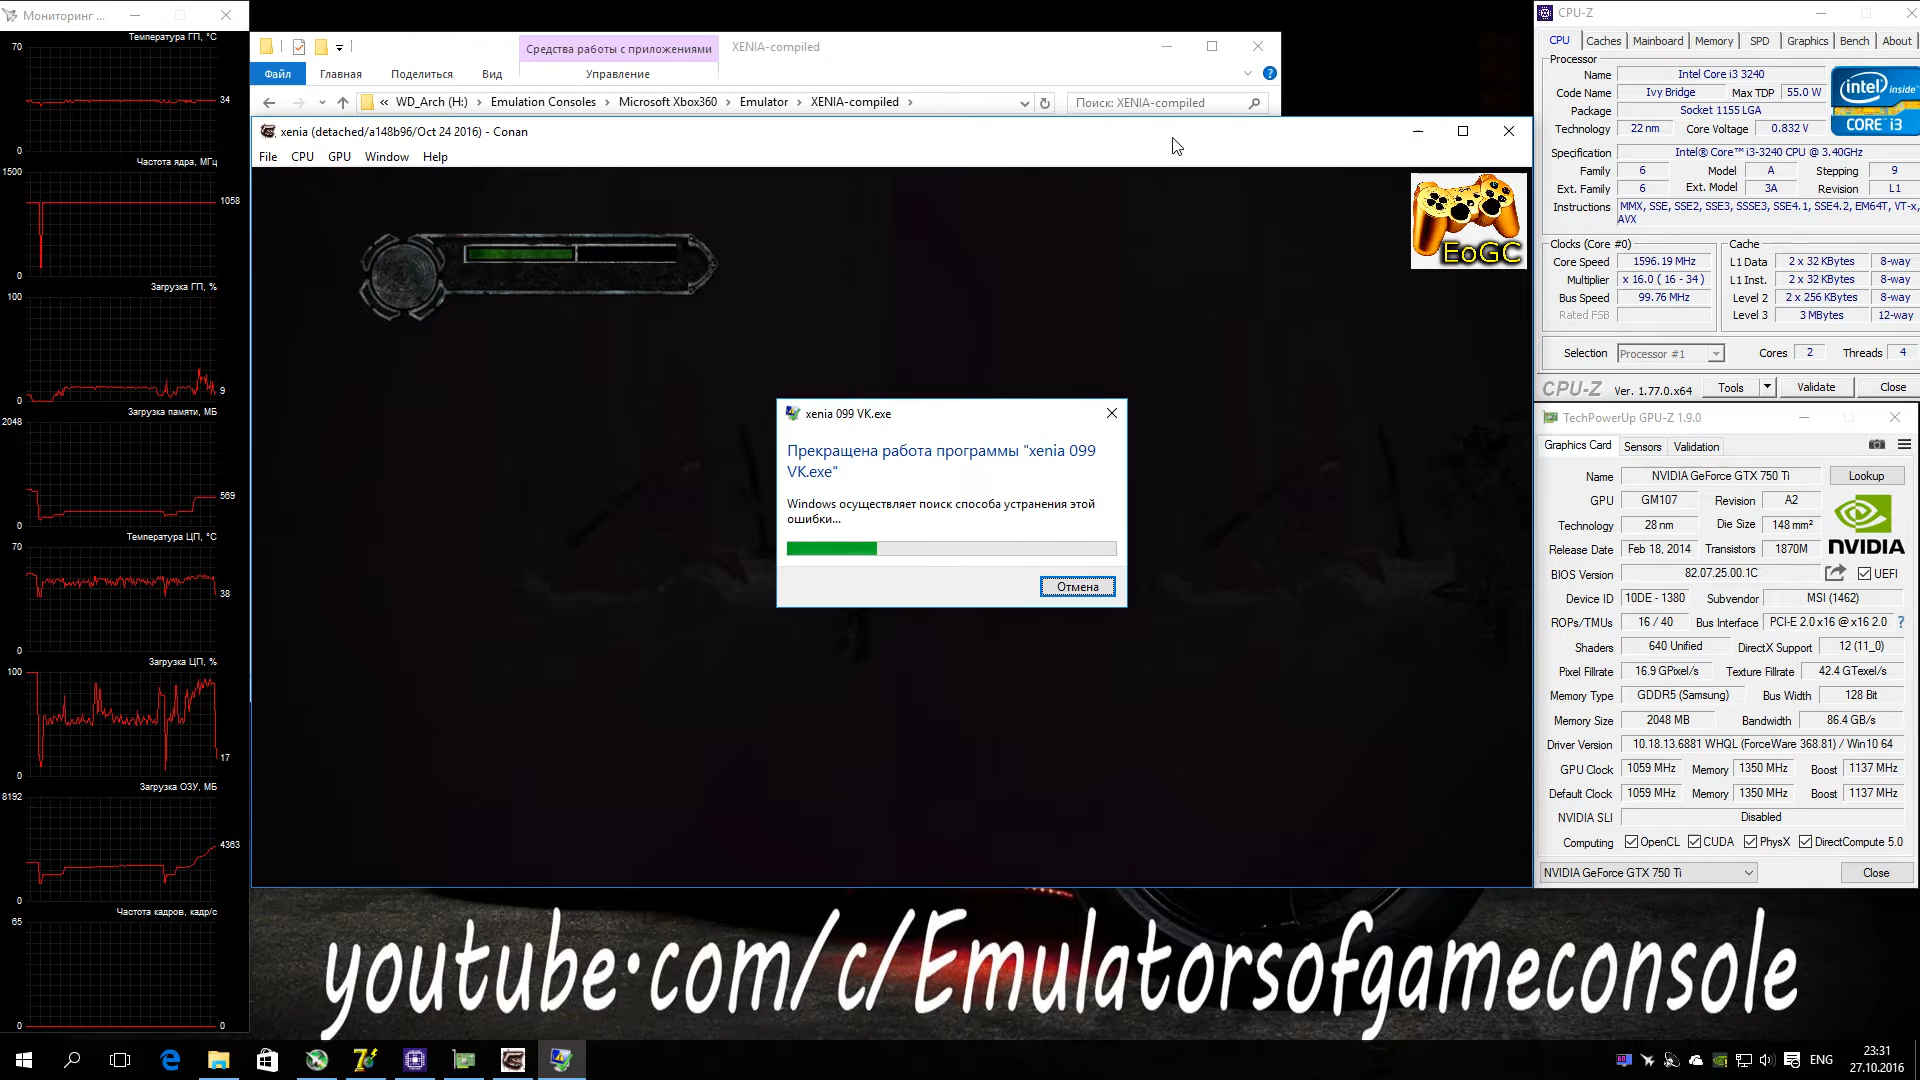 Мониторинг ...
Температура ГП, °C
70
34
0
Частота ядра, МГц
1500
1058
0
Загрузка ГП, %
100
9
0
Загрузка памяти, МБ
2048
569
0
Температура ЦП, °C
70
38
0
Загрузка ЦП, %
100
17
0
Загрузка ОЗУ, МБ
8192
4363
0
Частота кадров, кадр/с
65
0
0
Средства работы с приложениями
XENIA-compiled
Файл
Главная
Поделиться
Вид
Управление
« WD_Arch (H:) › Emulation Consoles › Microsoft Xbox360 › Emulator › XENIA-compiled ›
Поиск: XENIA-compiled
xenia (detached/a148b96/Oct 24 2016) - Conan
File CPU GPU Window Help
EoGC
xenia 099 VK.exe
Прекращена работа программы "xenia 099
VK.exe"
Windows осуществляет поиск способа устранения этой
ошибки...
Отмена
CPU-Z
CPU Caches Mainboard Memory SPD Graphics Bench About
Processor
Name Intel Core i3 3240
Code Name Ivy Bridge Max TDP 55.0 W
Package Socket 1155 LGA
Technology 22 nm Core Voltage 0.832 V
intel inside
CORE i3
Specification Intel® Core™ i3-3240 CPU @ 3.40GHz
Family 6 Model A Stepping 9
Ext. Family 6 Ext. Model 3A Revision L1
Instructions MMX, SSE, SSE2, SSE3, SSSE3, SSE4.1, SSE4.2, EM64T, VT-x,
AVX
Clocks (Core #0)
Core Speed 1596.19 MHz
Multiplier x 16.0 ( 16 - 34 )
Bus Speed 99.76 MHz
Rated FSB
Cache
L1 Data 2 x 32 KBytes 8-way
L1 Inst. 2 x 32 KBytes 8-way
Level 2 2 x 256 KBytes 8-way
Level 3 3 MBytes 12-way
Selection Processor #1 Cores 2 Threads 4
CPU-Z Ver. 1.77.0.x64 Tools Validate Close
TechPowerUp GPU-Z 1.9.0
Graphics Card Sensors Validation
Name NVIDIA GeForce GTX 750 Ti Lookup
GPU GM107 Revision A2
Technology 28 nm Die Size 148 mm²
Release Date Feb 18, 2014 Transistors 1870M
NVIDIA
BIOS Version 82.07.25.00.1C UEFI
Device ID 10DE - 1380 Subvendor MSI (1462)
ROPs/TMUs 16 / 40 Bus Interface PCI-E 2.0 x16 @ x16 2.0 ?
Shaders 640 Unified DirectX Support 12 (11_0)
Pixel Fillrate 16.9 GPixel/s Texture Fillrate 42.4 GTexel/s
Memory Type GDDR5 (Samsung) Bus Width 128 Bit
Memory Size 2048 MB Bandwidth 86.4 GB/s
Driver Version 10.18.13.6881 WHQL (ForceWare 368.81) / Win10 64
GPU Clock 1059 MHz Memory 1350 MHz Boost 1137 MHz
Default Clock 1059 MHz Memory 1350 MHz Boost 1137 MHz
NVIDIA SLI Disabled
Computing OpenCL CUDA PhysX DirectCompute 5.0
NVIDIA GeForce GTX 750 Ti Close
youtube.com/c/Emulatorsofgameconsole
ENG
23:31
27.10.2016